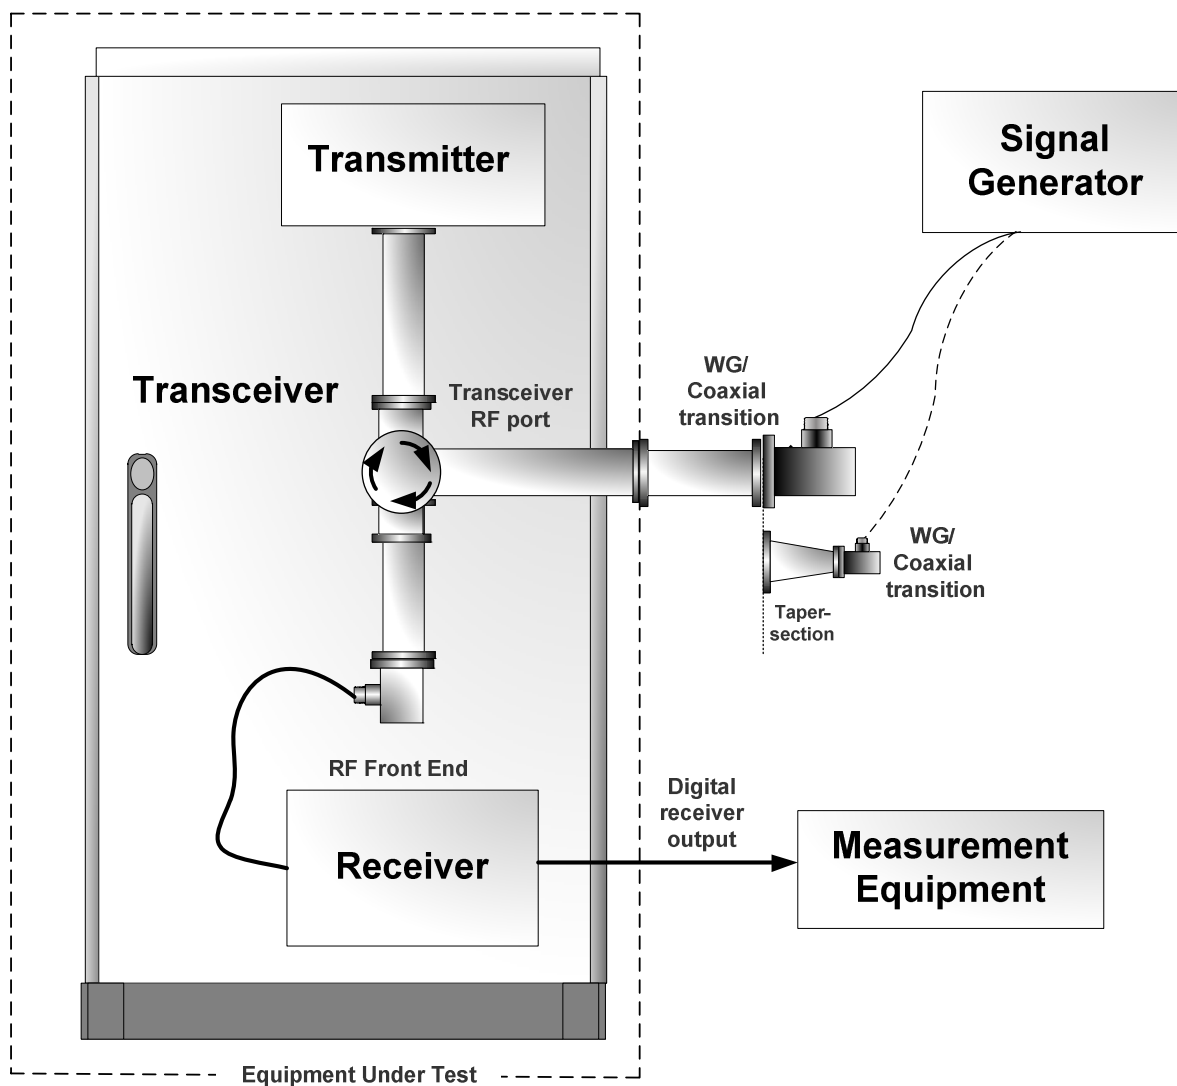 Transmitter
Signal
Generator
Transceiver
Transceiver
RF port
WG/
Coaxial
transition
WG/
Coaxial
transition
Taper-
section
RF Front End
Receiver
Digital
receiver
output
Measurement
Equipment
Equipment Under Test